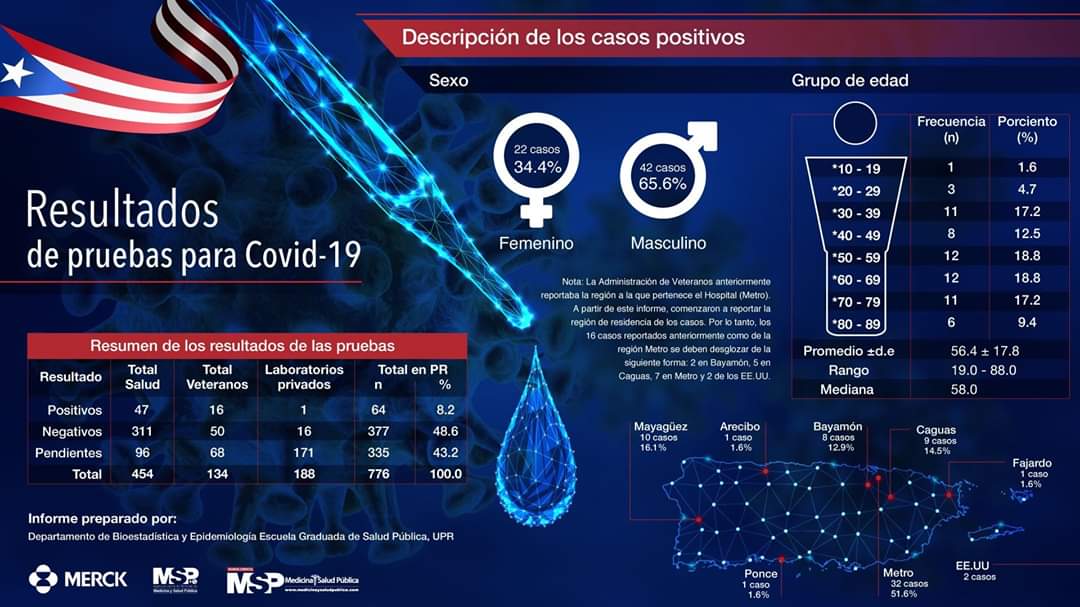 Descripción de los casos positivos
Sexo
Grupo de edad
22 casos
34.4%
Femenino
42 casos
65.6%
Masculino
Frecuencia (n) Porciento (%)
*10 - 19 1 1.6
*20 - 29 3 4.7
*30 - 39 11 17.2
*40 - 49 8 12.5
*50 - 59 12 18.8
*60 - 69 12 18.8
*70 - 79 11 17.2
*80 - 89 6 9.4
Promedio ±d.e 56.4 ± 17.8
Rango 19.0 - 88.0
Mediana 58.0
Resultados
de pruebas para Covid-19
Nota: La Administración de Veteranos anteriormente
reportaba la región a la que pertenece el Hospital (Metro).
A partir de este informe, comenzaron a reportar la
región de residencia de los casos. Por lo tanto, los
16 casos reportados anteriormente como de la
región Metro se deben desglozar de la
siguiente forma: 2 en Bayamón, 5 en
Caguas, 7 en Metro y 2 de los EE.UU.
Resumen de los resultados de las pruebas
Resultado Total Salud Total Veteranos Laboratorios privados Total en PR n %
Positivos 47 16 1 64 8.2
Negativos 311 50 16 377 48.6
Pendientes 96 68 171 335 43.2
Total 454 134 188 776 100.0
Mayagüez
10 casos
16.1%
Arecibo
1 caso
1.6%
Bayamón
8 casos
12.9%
Caguas
9 casos
14.5%
Fajardo
1 caso
1.6%
Ponce
1 caso
1.6%
Metro
32 casos
51.6%
EE.UU
2 casos
Informe preparado por:
Departamento de Bioestadística y Epidemiología Escuela Graduada de Salud Pública, UPR
MERCK
MSP
Medicina y Salud Pública
MSP
Medicina y Salud Pública
www.medicinaysaludpublica.com